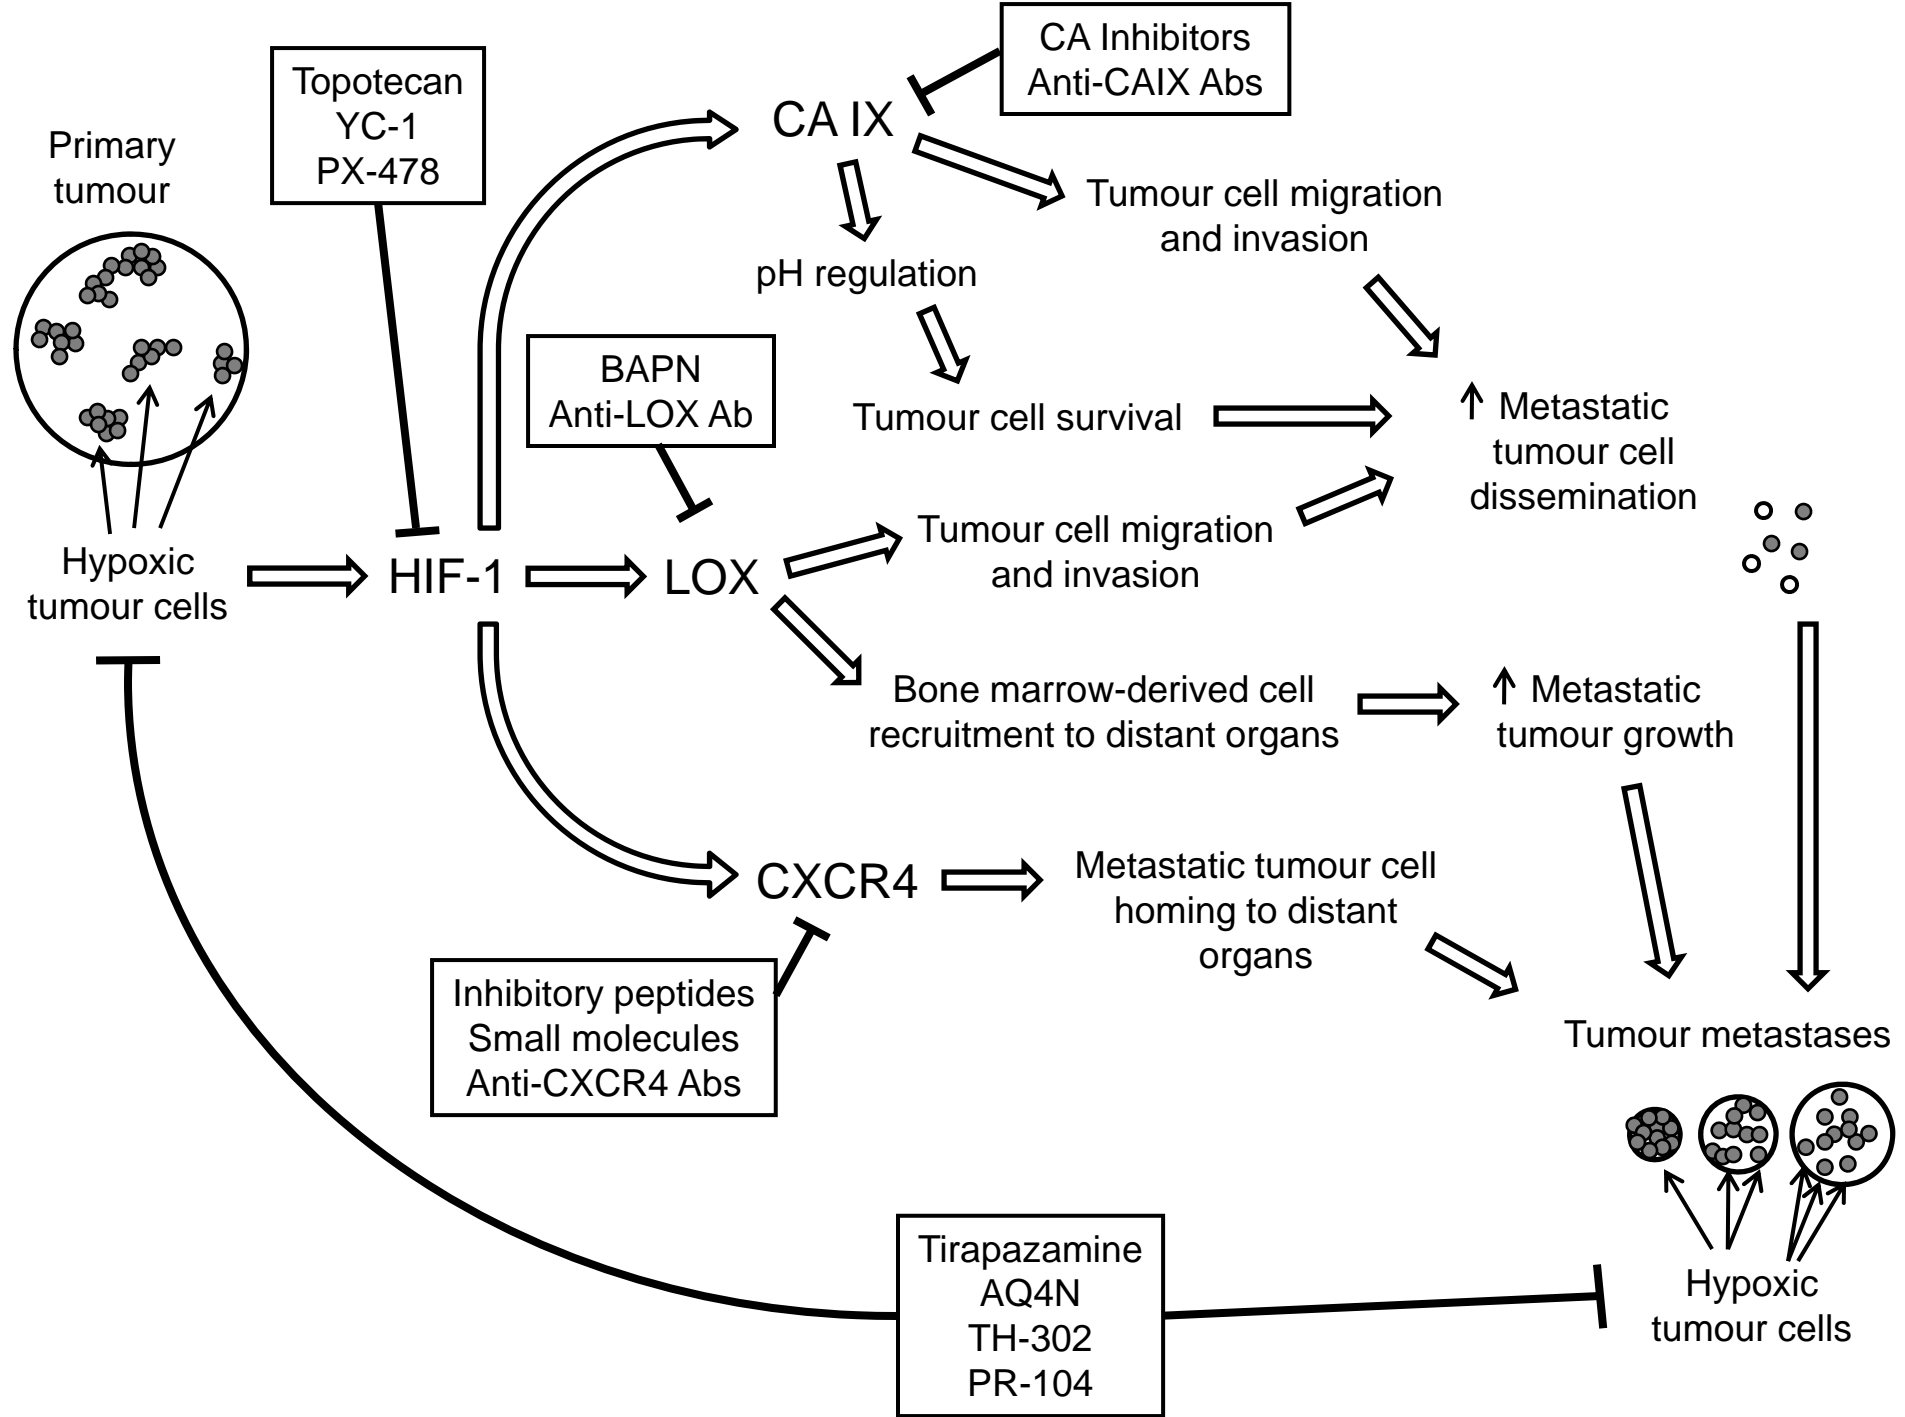 CA Inhibitors
Anti-CAIX Abs
Topotecan
YC-1
PX-478
CA IX
Primary
tumour
Tumour cell migration
and invasion
pH regulation
BAPN
Anti-LOX Ab
Tumour cell survival
↑ Metastatic
tumour cell
dissemination
Hypoxic
tumour cells
HIF-1
LOX
Tumour cell migration
and invasion
Bone marrow-derived cell
recruitment to distant organs
↑ Metastatic
tumour growth
CXCR4
Metastatic tumour cell
homing to distant
organs
Inhibitory peptides
Small molecules
Anti-CXCR4 Abs
Tumour metastases
Tirapazamine
AQ4N
TH-302
PR-104
Hypoxic
tumour cells